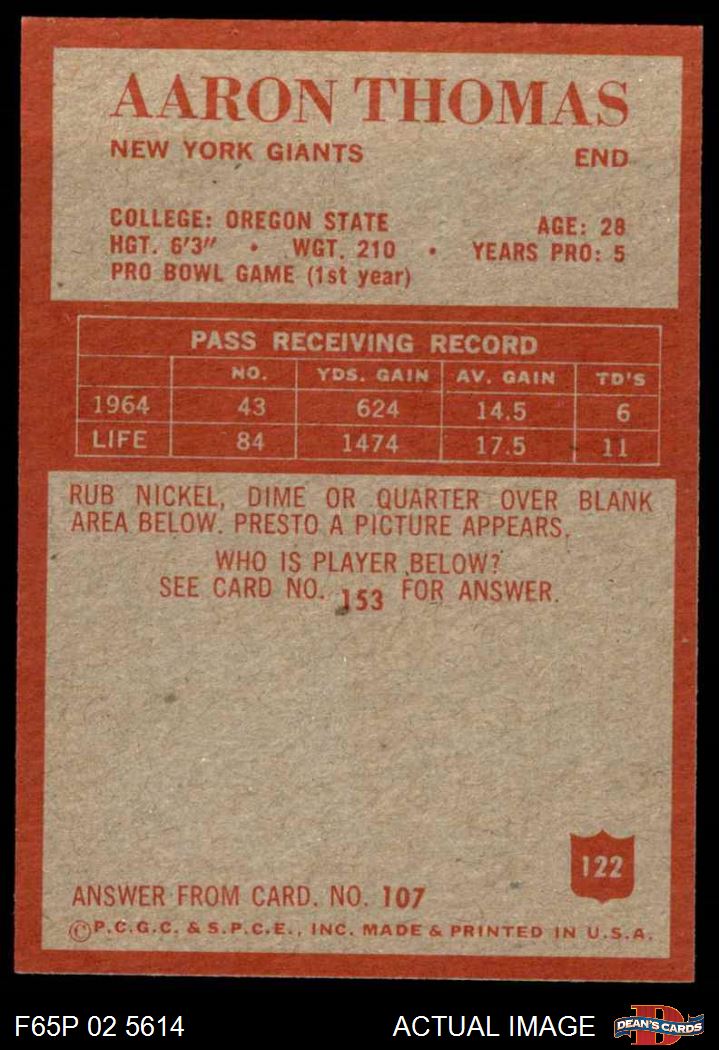 AARON THOMAS
NEW YORK GIANTS END
COLLEGE: OREGON STATE AGE: 28
HGT. 6'3" • WGT. 210 • YEARS PRO: 5
PRO BOWL GAME (1st year)
PASS RECEIVING RECORD
NO. YDS. GAIN AV. GAIN TD'S
1964 43 624 14.5 6
LIFE 84 1474 17.5 11
RUB NICKEL, DIME OR QUARTER OVER BLANK
AREA BELOW. PRESTO A PICTURE APPEARS.
WHO IS PLAYER BELOW?
SEE CARD NO. 153 FOR ANSWER.
122
ANSWER FROM CARD. NO. 107
©P.C.G.C. & S.P.C.E., INC. MADE & PRINTED IN U.S.A.
F65P 02 5614 ACTUAL IMAGE D DEAN'S CARDS